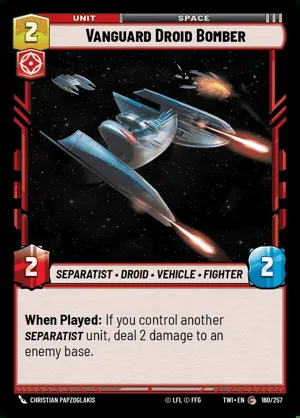 UNIT
SPACE
2
VANGUARD DROID BOMBER
2
SEPARATIST • DROID • VEHICLE • FIGHTER
2
When Played: If you control another
SEPARATIST unit, deal 2 damage to an
enemy base.
CHRISTIAN PAPZOGLAKIS
© LFL © FFG
TWI • EN C 160/257